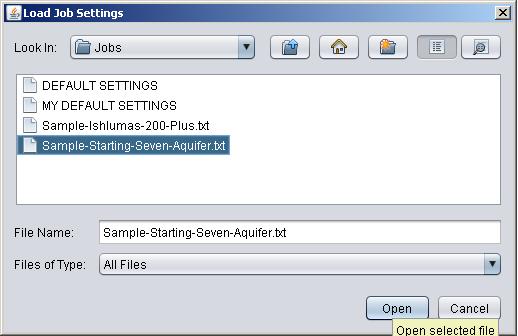 Load Job Settings
Look In: Jobs
DEFAULT SETTINGS
MY DEFAULT SETTINGS
Sample-Ishlumas-200-Plus.txt
Sample-Starting-Seven-Aquifer.txt
File Name: Sample-Starting-Seven-Aquifer.txt
Files of Type: All Files
Open Cancel
Open selected file